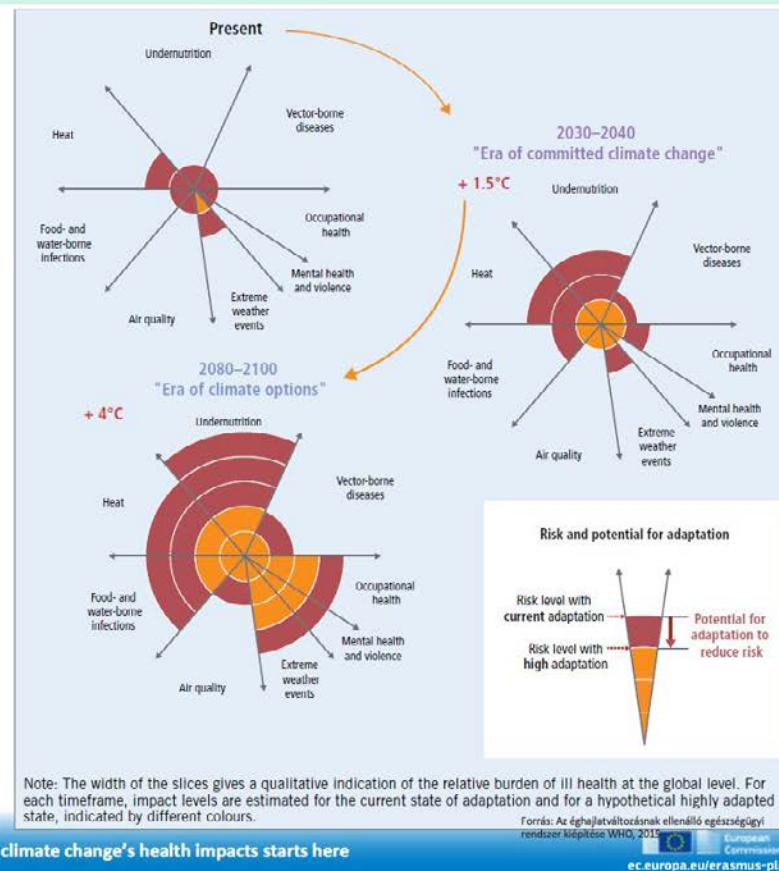 Present
Undernutrition
Vector-borne
diseases
Heat
Occupational
health
Food- and
water-borne
infections
Mental health
and violence
Extreme
weather
events
Air quality
2030–2040
"Era of committed climate change"
+ 1.5°C
Undernutrition
Vector-borne
diseases
Heat
Occupational
health
Food- and
water-borne
infections
Mental health
and violence
Extreme
weather
events
Air quality
2080–2100
"Era of climate options"
+ 4°C
Undernutrition
Vector-borne
diseases
Heat
Occupational
health
Food- and
water-borne
infections
Mental health
and violence
Extreme
weather
events
Air quality
Risk and potential for adaptation
Risk level with
current adaptation
Risk level with
high adaptation
Potential for
adaptation to
reduce risk
Note: The width of the slices gives a qualitative indication of the relative burden of ill health at the global level. For
each timeframe, impact levels are estimated for the current state of adaptation and for a hypothetical highly adapted
state, indicated by different colours.
Forrás: Az éghajlatváltozásnak ellenálló egészségügyi
rendszer kiépítése WHO, 2015
climate change's health impacts starts here
European
Commission
ec.europa.eu/erasmus-pl